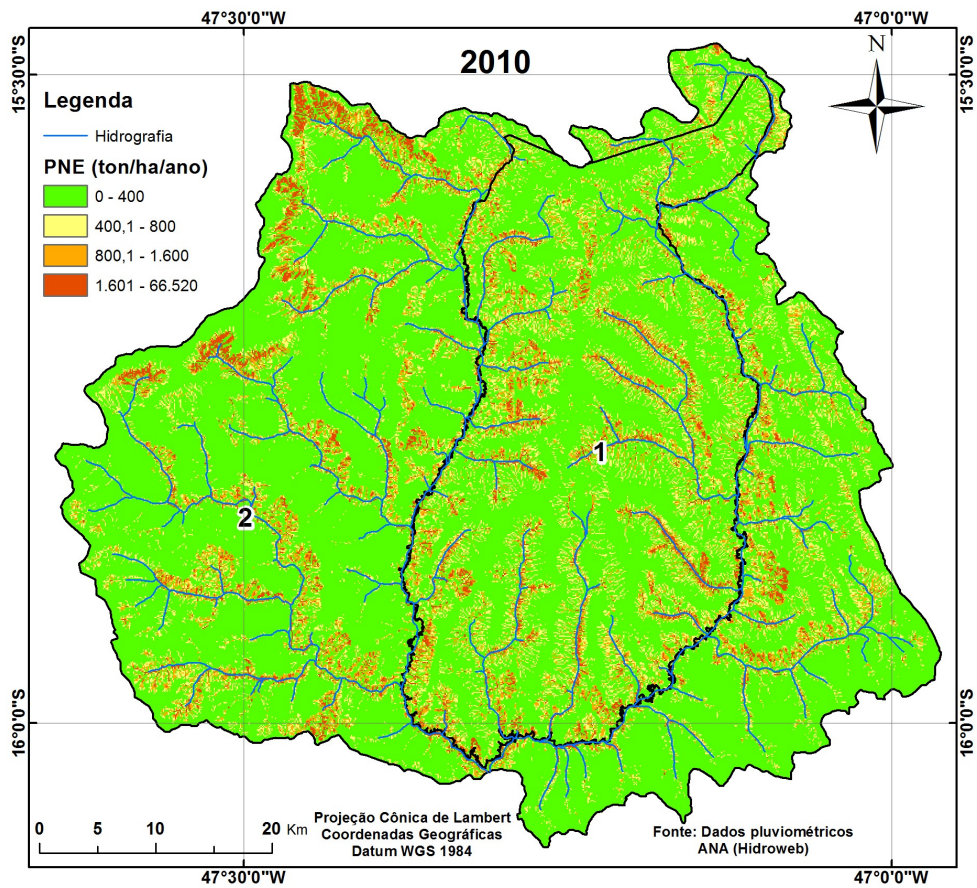 47°30'0"W
47°0'0"W
15°30'0"S
15°30'0"S
2010
N
Legenda
Hidrografia
PNE (ton/ha/ano)
0 - 400
400,1 - 800
800,1 - 1.600
1.601 - 66.520
1
2
16°0'0"S
16°0'0"S
0 5 10 20 Km
Projeção Cônica de Lambert
Coordenadas Geográficas
Datum WGS 1984
Fonte: Dados pluviométricos
ANA (Hidroweb)
47°30'0"W
47°0'0"W